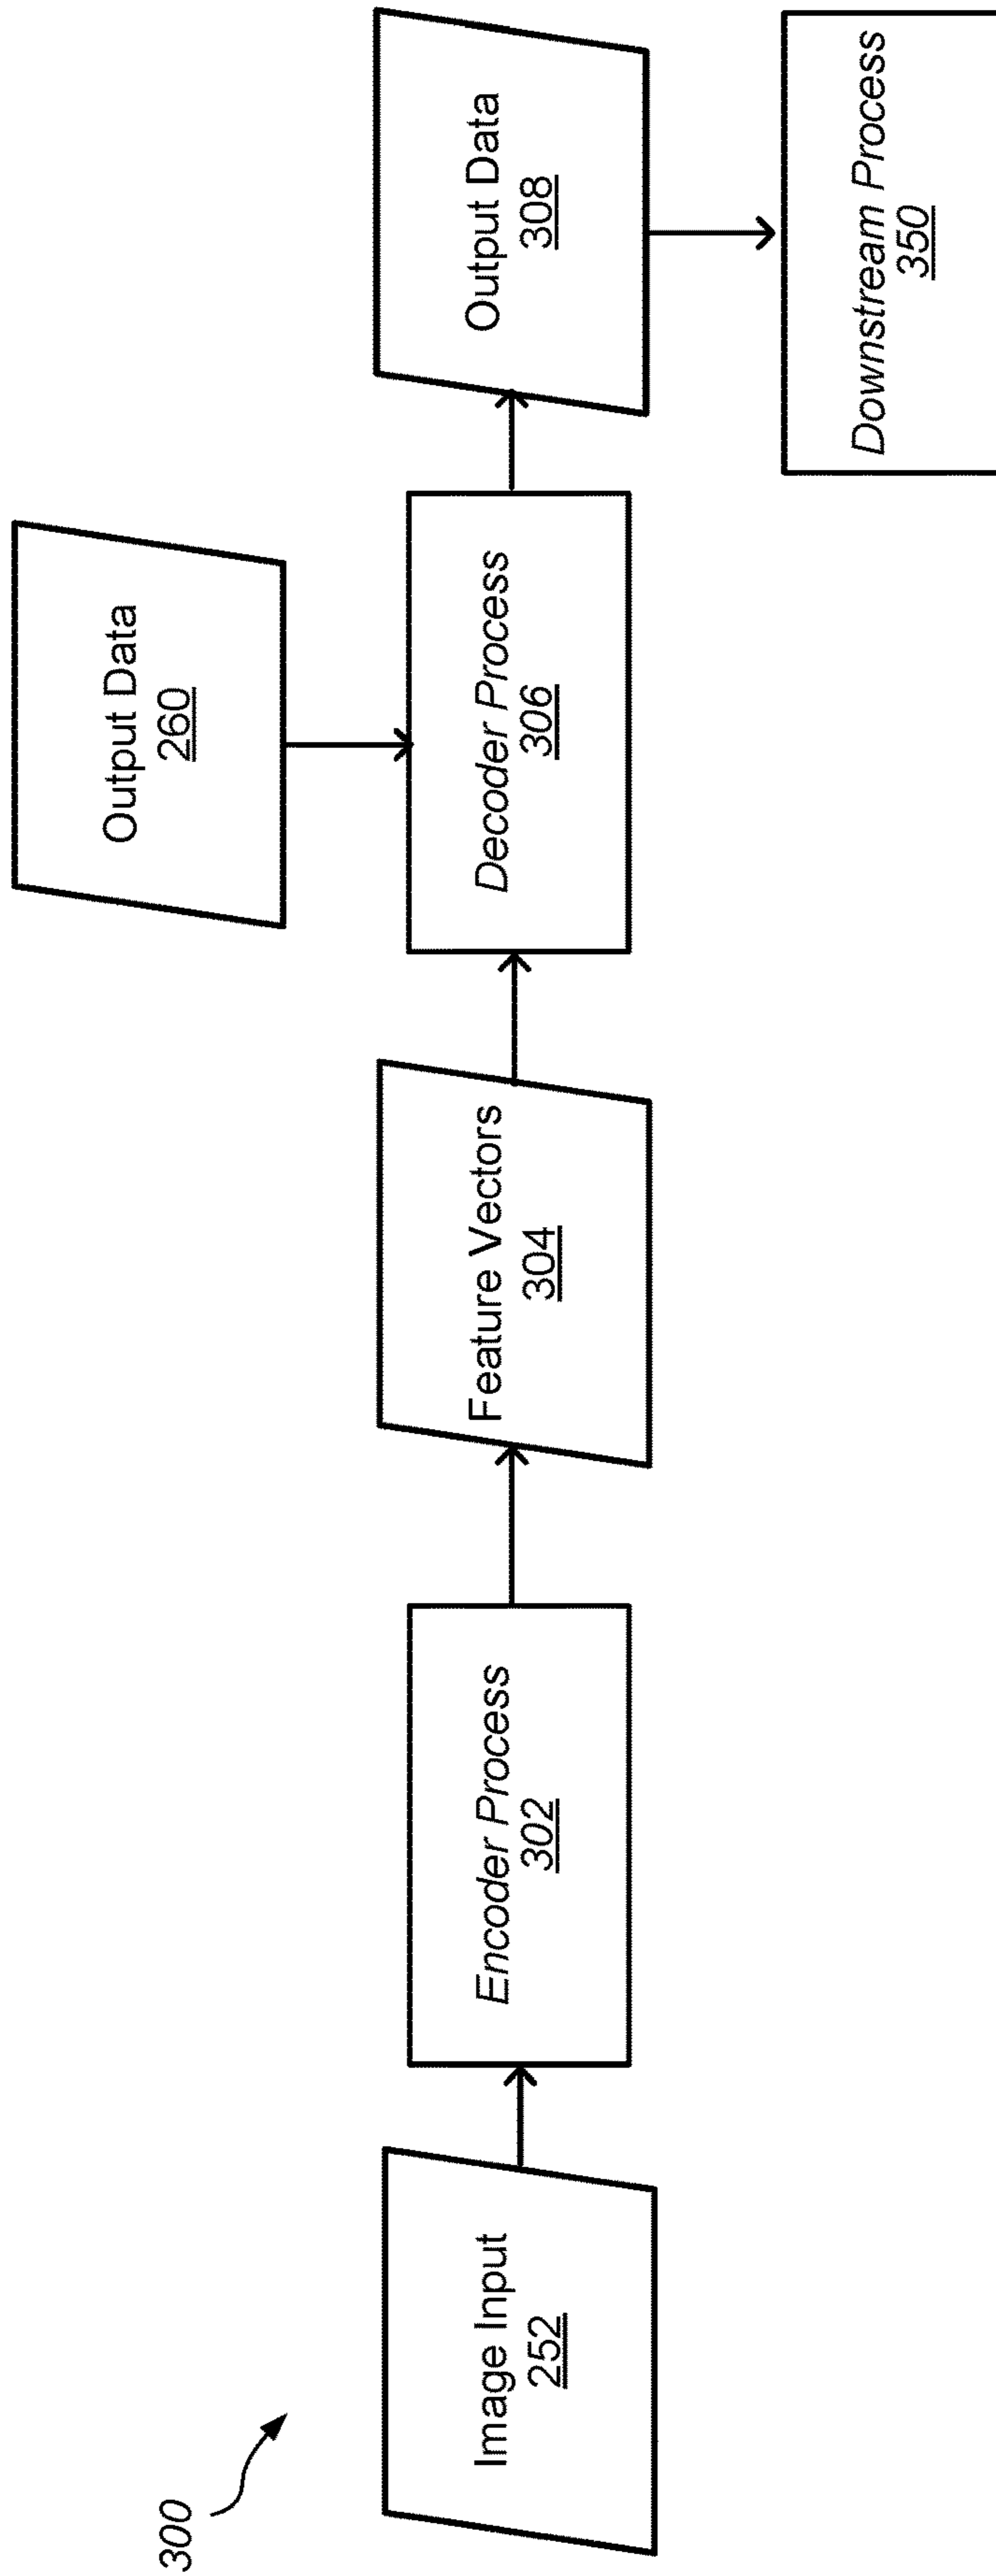 300
Image Input
252
Encoder Process
302
Feature Vectors
304
Output Data
260
Decoder Process
306
Output Data
308
Downstream Process
350